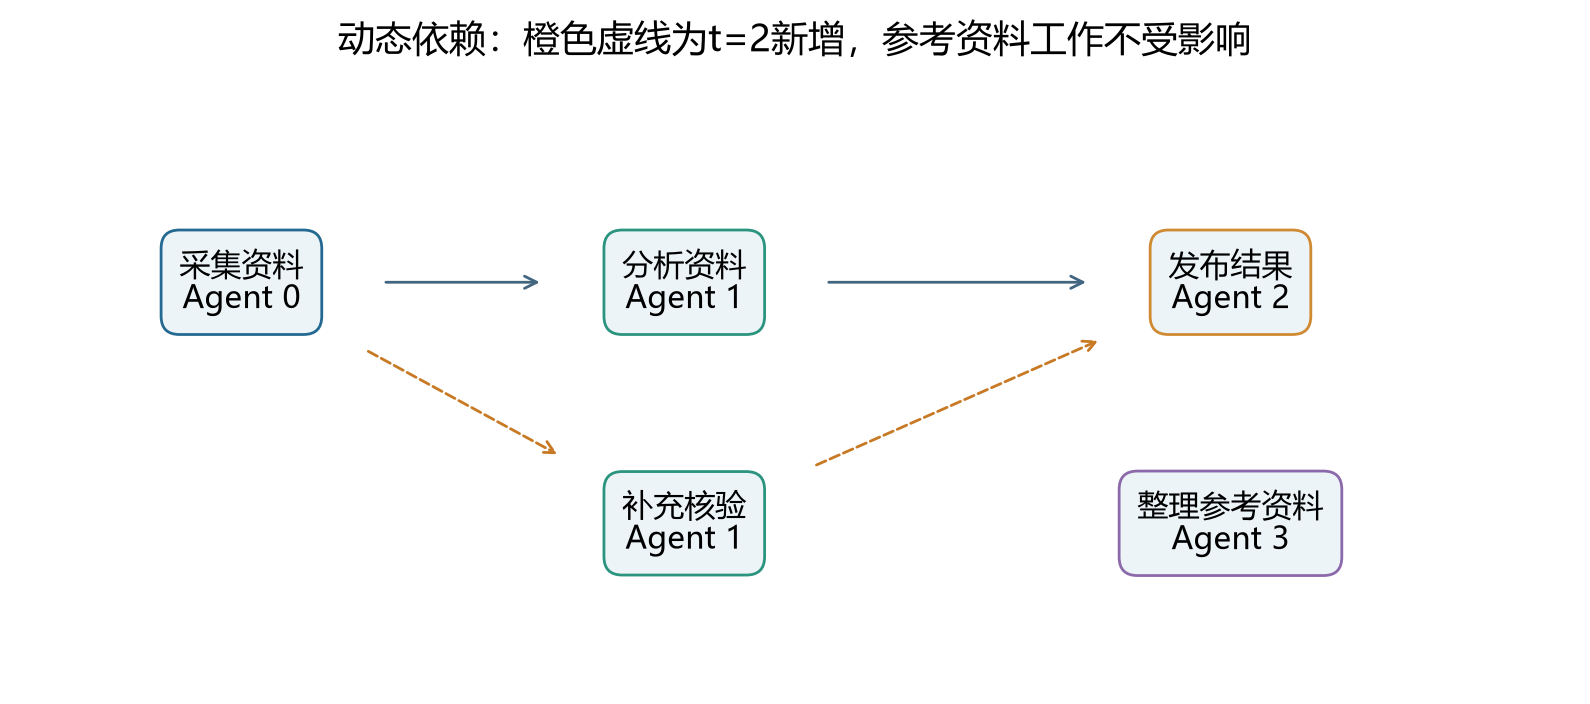 动态依赖：橙色虚线为t=2新增，参考资料工作不受影响
采集资料
Agent 0
分析资料
Agent 1
发布结果
Agent 2
补充核验
Agent 1
整理参考资料
Agent 3